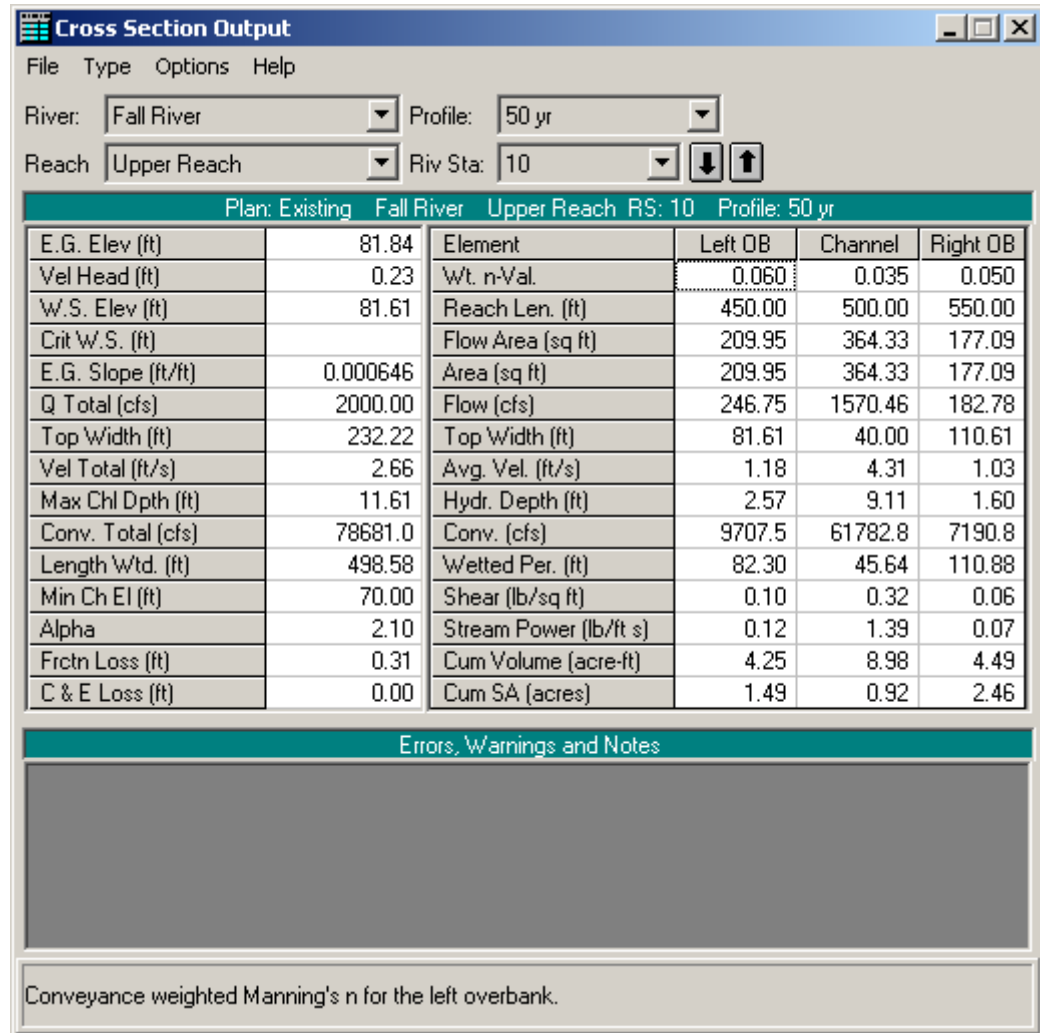 Cross Section Output
File Type Options Help
River: Fall River Profile: 50 yr
Reach Upper Reach Riv Sta: 10
Plan: Existing Fall River Upper Reach RS: 10 Profile: 50 yr
E.G. Elev (ft) 81.84 Element Left OB Channel Right OB
Vel Head (ft) 0.23 Wt. n-Val. 0.060 0.035 0.050
W.S. Elev (ft) 81.61 Reach Len. (ft) 450.00 500.00 550.00
Crit W.S. (ft) Flow Area (sq ft) 209.95 364.33 177.09
E.G. Slope (ft/ft) 0.000646 Area (sq ft) 209.95 364.33 177.09
Q Total (cfs) 2000.00 Flow (cfs) 246.75 1570.46 182.78
Top Width (ft) 232.22 Top Width (ft) 81.61 40.00 110.61
Vel Total (ft/s) 2.66 Avg. Vel. (ft/s) 1.18 4.31 1.03
Max Chl Dpth (ft) 11.61 Hydr. Depth (ft) 2.57 9.11 1.60
Conv. Total (cfs) 78681.0 Conv. (cfs) 9707.5 61782.8 7190.8
Length Wtd. (ft) 498.58 Wetted Per. (ft) 82.30 45.64 110.88
Min Ch El (ft) 70.00 Shear (lb/sq ft) 0.10 0.32 0.06
Alpha 2.10 Stream Power (lb/ft s) 0.12 1.39 0.07
Frctn Loss (ft) 0.31 Cum Volume (acre-ft) 4.25 8.98 4.49
C & E Loss (ft) 0.00 Cum SA (acres) 1.49 0.92 2.46
Errors, Warnings and Notes
Conveyance weighted Manning's n for the left overbank.